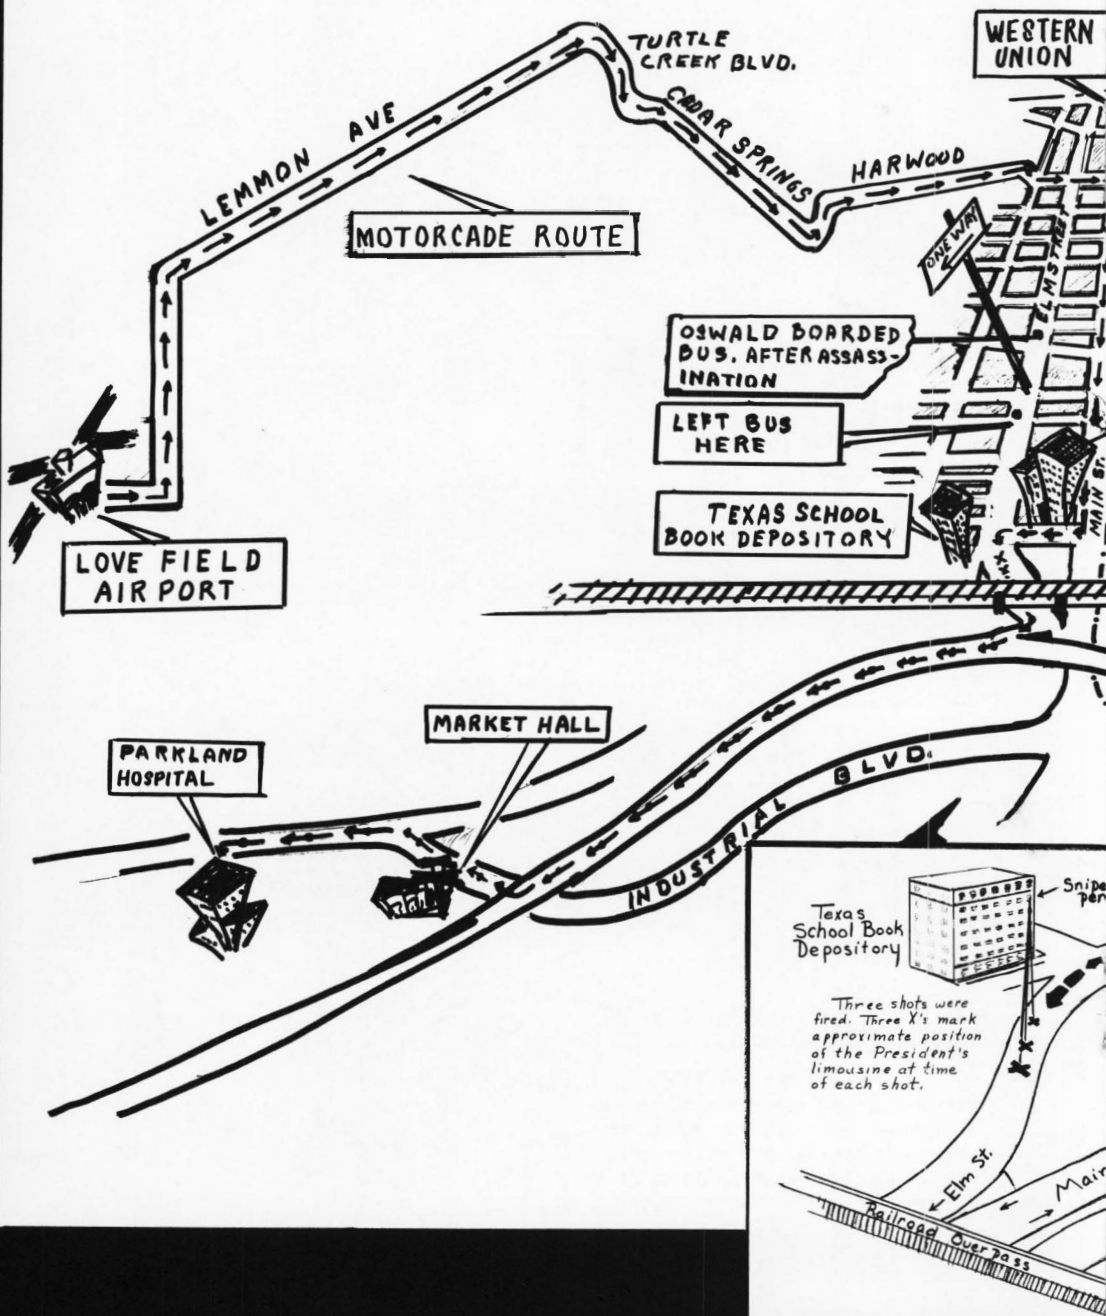 TURTLE
CREEK BLVD.
WESTERN
UNION
LEMMON AVE
CEDAR SPRINGS
HARWOOD
MOTORCADE ROUTE
ONE WAY
ELM STREET
OSWALD BOARDED
BUS. AFTER ASSASS-
INATION
LEFT BUS
HERE
MAIN ST.
TEXAS SCHOOL
BOOK DEPOSITORY
XX
LOVE FIELD
AIR PORT
MARKET HALL
PARKLAND
HOSPITAL
INDUSTRIAL BLVD.
Texas
School Book
Depository
Three shots were
fired. Three X's mark
approximate position
of the President's
limousine at time
of each shot.
X
X
X
Elm St.
Main
Railroad Overpass